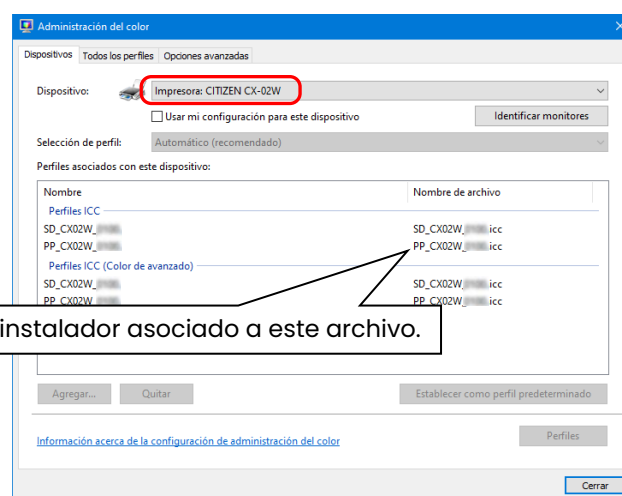 Administración del color
Dispositivos Todos los perfiles Opciones avanzadas
Dispositivo: Impresora: CITIZEN CX-02W
Usar mi configuración para este dispositivo Identificar monitores
Selección de perfil: Automático (recomendado)
Perfiles asociados con este dispositivo:
Nombre Nombre de archivo
Perfiles ICC
SD_CX02W_ SD_CX02W_ .icc
PP_CX02W_ PP_CX02W_ .icc
Perfiles ICC (Color de avanzado)
SD_CX02W_ SD_CX02W_ .icc
PP_CX02W_ PP_CX02W_ .icc
instalador asociado a este archivo.
Agregar... Quitar Establecer como perfil predeterminado
Información acerca de la configuración de administración del color Perfiles
Cerrar